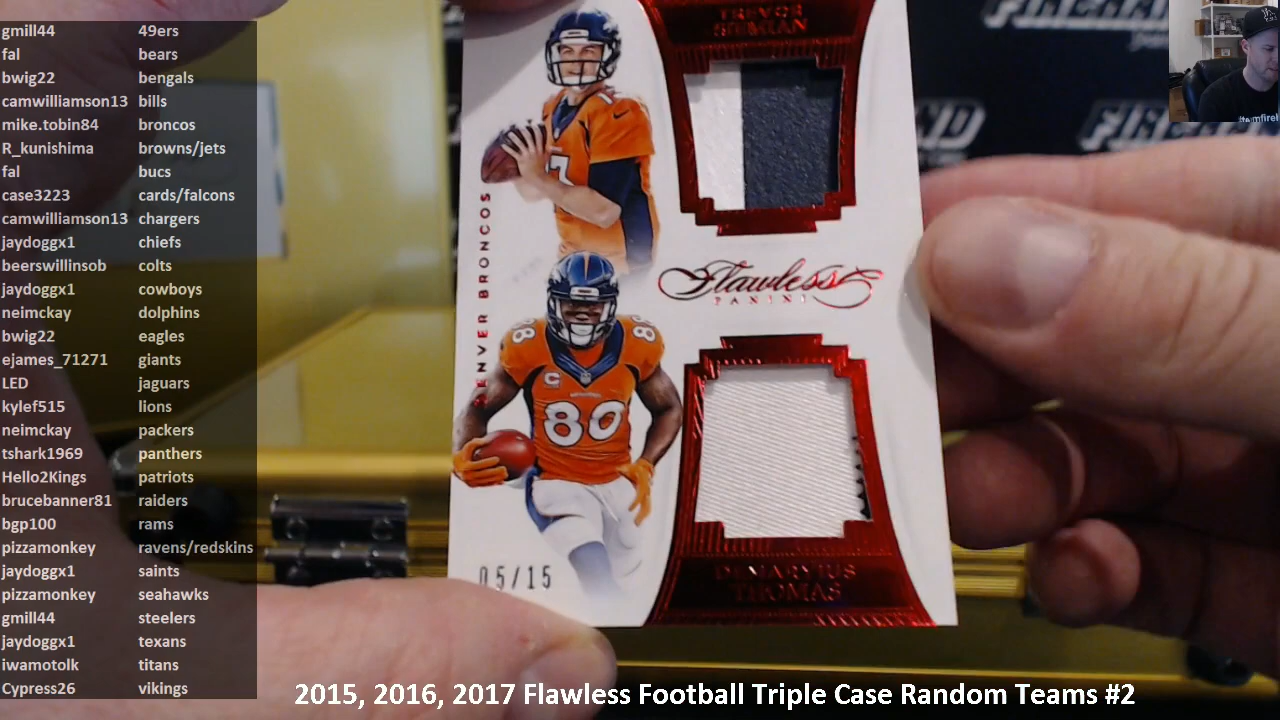 gmill44 49ers
fal bears
bwig22 bengals
camwilliamson13 bills
mike.tobin84 broncos
R_kunishima browns/jets
fal bucs
case3223 cards/falcons
camwilliamson13 chargers
jaydoggx1 chiefs
beerswillinsob colts
jaydoggx1 cowboys
neimckay dolphins
bwig22 eagles
ejames_71271 giants
LED jaguars
kylef515 lions
neimckay packers
tshark1969 panthers
Hello2Kings patriots
brucebanner81 raiders
bgp100 rams
pizzamonkey ravens/redskins
jaydoggx1 saints
pizzamonkey seahawks
gmill44 steelers
jaydoggx1 texans
iwamotolk titans
Cypress26 vikings
TREVOR
SIEMIAN
DENVER BRONCOS
Flawless
PANINI
80
80
05/15
DEMARYIUS
THOMAS
2015, 2016, 2017 Flawless Football Triple Case Random Teams #2